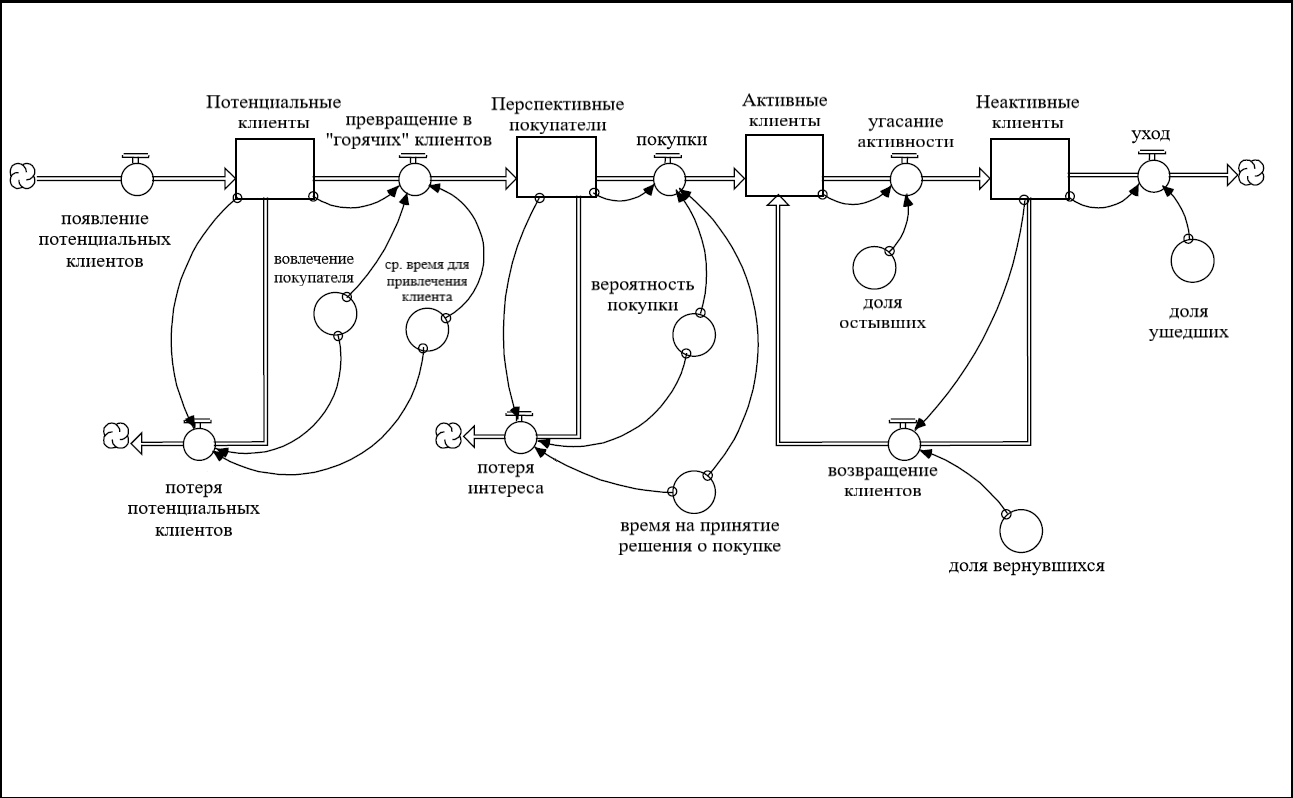 Потенциальные
клиенты
превращение в
"горячих" клиентов
Перспективные
покупатели
покупки
Активные
клиенты
угасание
активности
Неактивные
клиенты
уход
появление
потенциальных
клиентов
вовлечение
покупателя
ср. время для
привлечения
клиента
вероятность
покупки
доля
остывших
доля
ушедших
потеря
потенциальных
клиентов
потеря
интереса
время на принятие
решения о покупке
возвращение
клиентов
доля вернувшихся